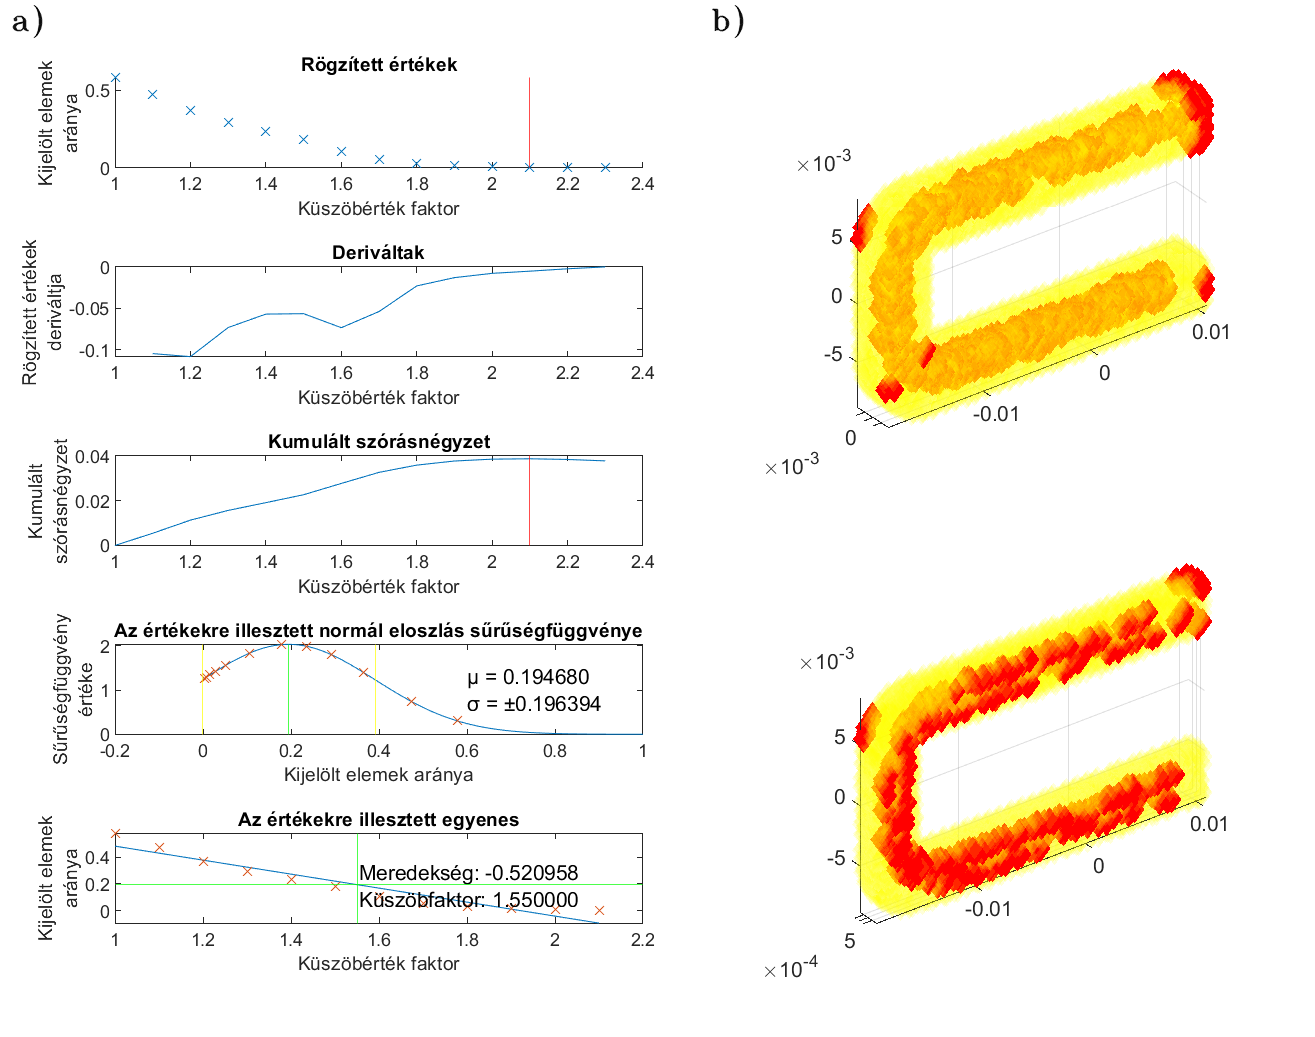 a)
Rögzített értékek
Kijelölt elemek
aránya
0.5
0
1 1.2 1.4 1.6 1.8 2 2.2 2.4
Küszöbérték faktor
Deriváltak
Rögzített értékek
deriváltja
0
-0.05
-0.1
1 1.2 1.4 1.6 1.8 2 2.2 2.4
Küszöbérték faktor
Kumulált szórásnégyzet
Kumulált
szórásnégyzet
0.04
0.02
0
1 1.2 1.4 1.6 1.8 2 2.2 2.4
Küszöbérték faktor
Az értékekre illesztett normál eloszlás sűrűségfüggvénye
Sűrűségfüggvény
értéke
2
1
0
μ = 0.194680
σ = ±0.196394
-0.2 0 0.2 0.4 0.6 0.8 1
Kijelölt elemek aránya
Az értékekre illesztett egyenes
Kijelölt elemek
aránya
0.4
0.2
0
Meredekség: -0.520958
Küszöbfaktor: 1.550000
1 1.2 1.4 1.6 1.8 2 2.2
Küszöbérték faktor
b)
×10-3
5
0
-5
0.01
0
-0.01
0
×10-3
×10-3
5
0
-5
0.01
0
-0.01
5
×10-4